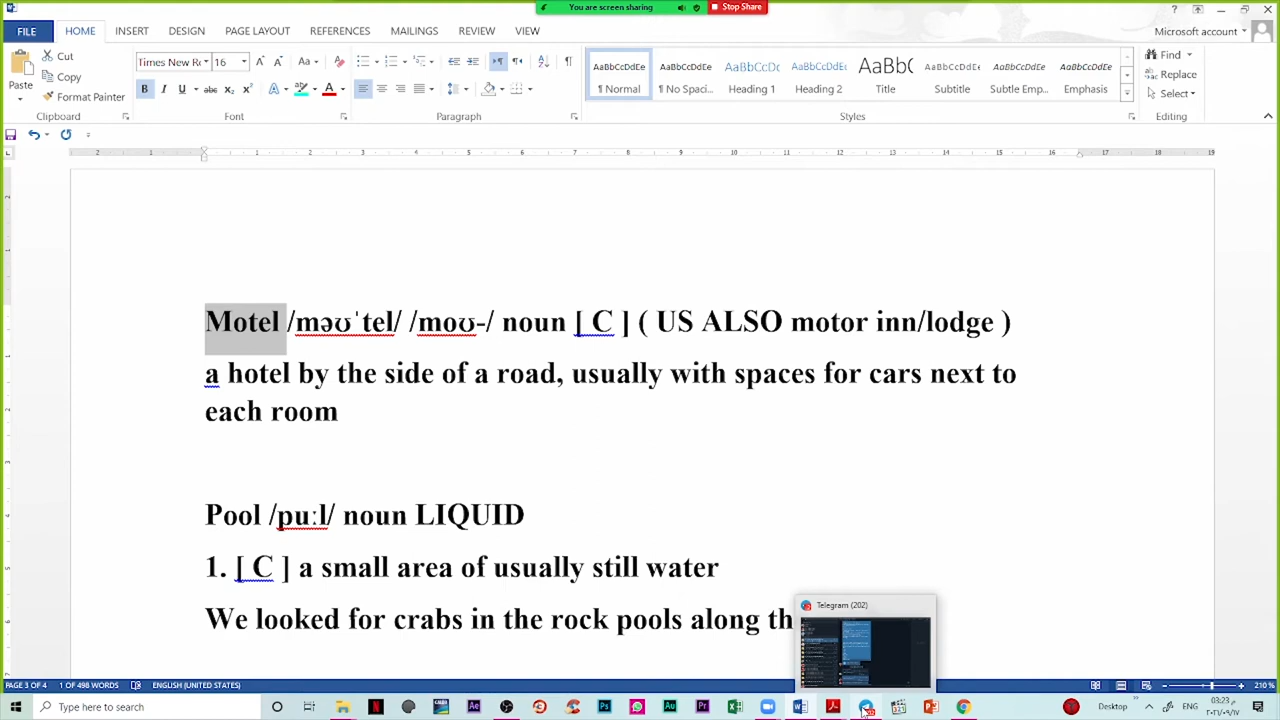 You are screen sharing
Stop Share
FILE HOME INSERT DESIGN PAGE LAYOUT REFERENCES MAILINGS REVIEW VIEW Microsoft account
Paste
Cut
Copy
Format Painter
Clipboard
Times New Ro 16
Font
Paragraph
AaBbCcDdEe ¶ Normal
AaBbCcDdEe ¶ No Spaci...
AaBbCcDc Heading 1
AaBbCcDdE Heading 2
AaBbC Title
AaBbCcDdEe Subtitle
AaBbCcDdEe Subtle Emp...
AaBbCcDdEe Emphasis
Styles
Find
Replace
Select
Editing
Motel /məʊˈtel/ /moʊ-/ noun [ C ] ( US ALSO motor inn/lodge )
a hotel by the side of a road, usually with spaces for cars next to
each room
Pool /puːl/ noun LIQUID
1. [ C ] a small area of usually still water
We looked for crabs in the rock pools along th
Telegram (202)
PAGE 3 OF 4 1 OF 498 WORDS ENGLISH (UNITED STATES) 210 %
Type here to search
Desktop
ENG
03:23 م